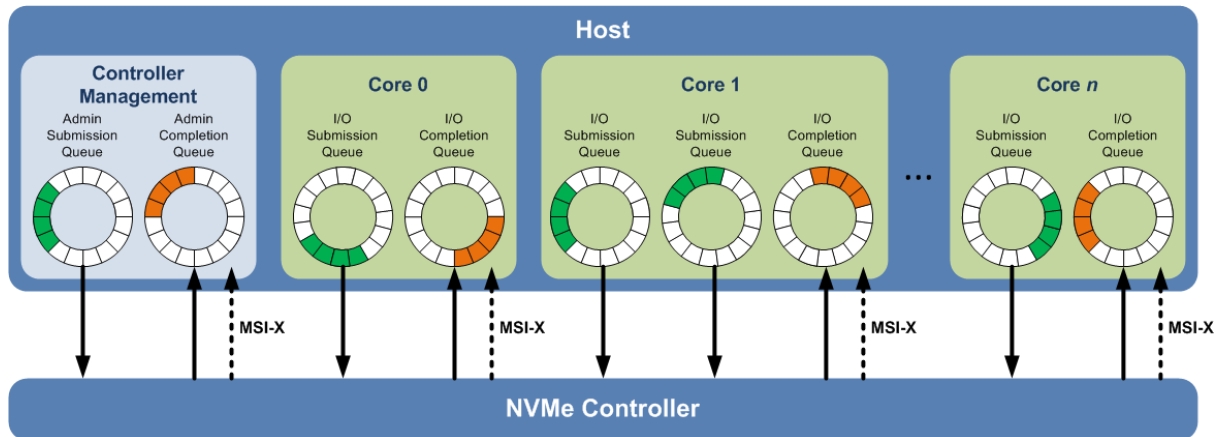 Host
Controller
Management
Admin
Submission
Queue
Admin
Completion
Queue
Core 0
I/O
Submission
Queue
I/O
Completion
Queue
Core 1
I/O
Submission
Queue
I/O
Submission
Queue
I/O
Completion
Queue
...
Core n
I/O
Submission
Queue
I/O
Completion
Queue
MSI-X
MSI-X
MSI-X
MSI-X
NVMe Controller